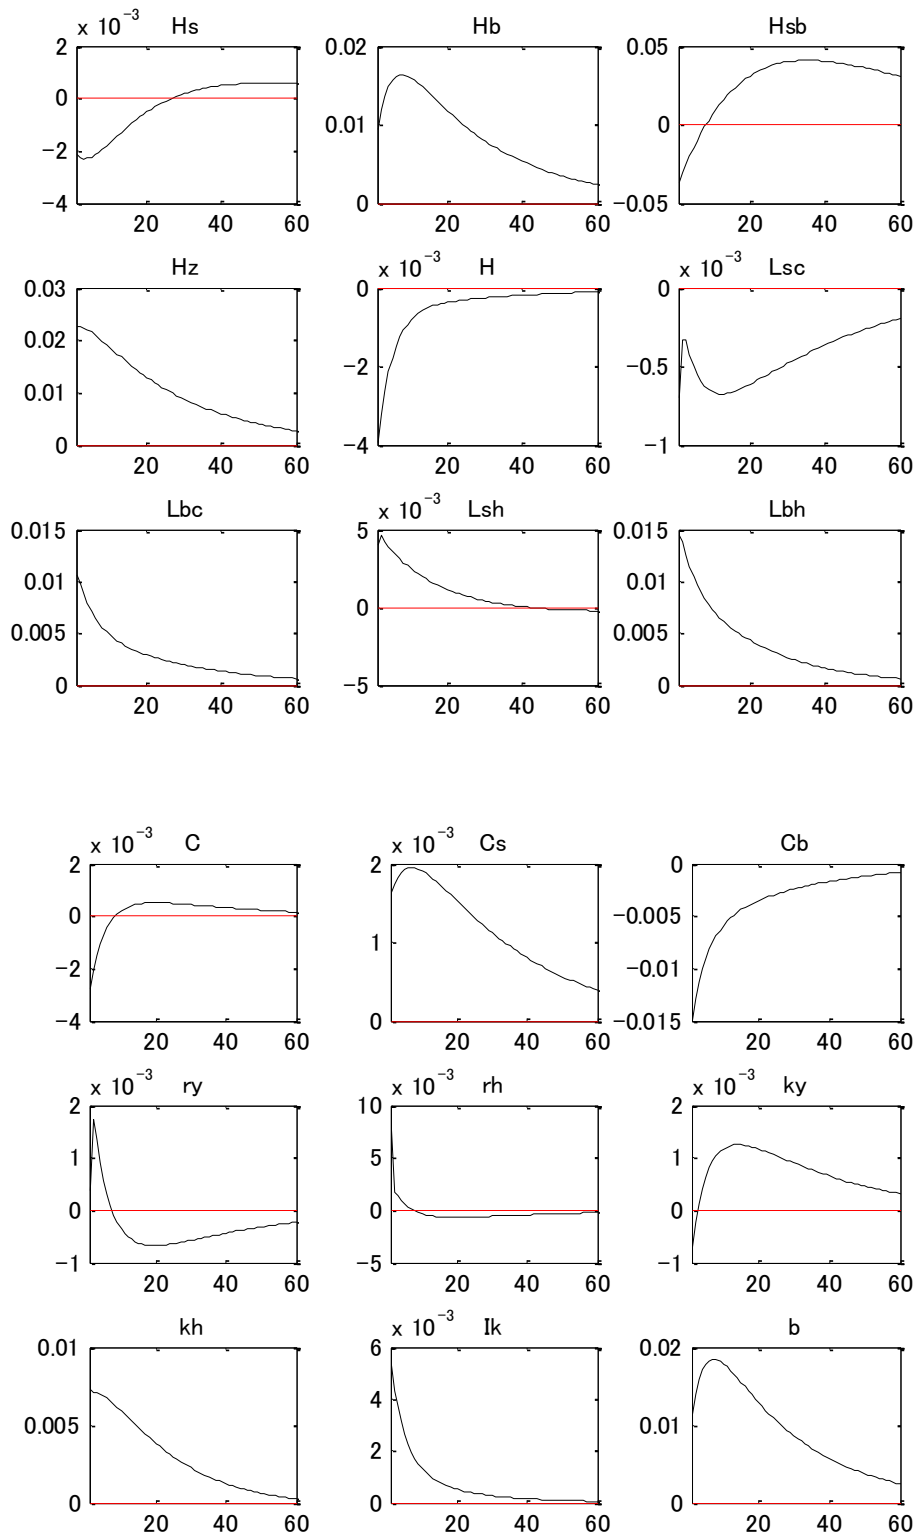 x 10⁻³ Hs Hb Hsb
2 0.02 0.05
0 0.01 0
−2
−4 0 −0.05
20 40 60 20 40 60 20 40 60
Hz x 10⁻³ H x 10⁻³ Lsc
0.03 0 0
0.02 −2 −0.5
0.01
0 −4 −1
20 40 60 20 40 60 20 40 60
Lbc x 10⁻³ Lsh Lbh
0.015 5 0.015
0.01 0 0.01
0.005 0.005
0 −5 0
20 40 60 20 40 60 20 40 60
x 10⁻³ C x 10⁻³ Cs Cb
2 2 0
0 1 −0.005
−2 −0.01
−4 0 −0.015
20 40 60 20 40 60 20 40 60
x 10⁻³ ry x 10⁻³ rh x 10⁻³ ky
2 10 2
1 5 1
0 0 0
−1 −5 −1
20 40 60 20 40 60 20 40 60
kh x 10⁻³ Ik b
0.01 6 0.02
0.005 4 0.01
2
0 0 0
20 40 60 20 40 60 20 40 60